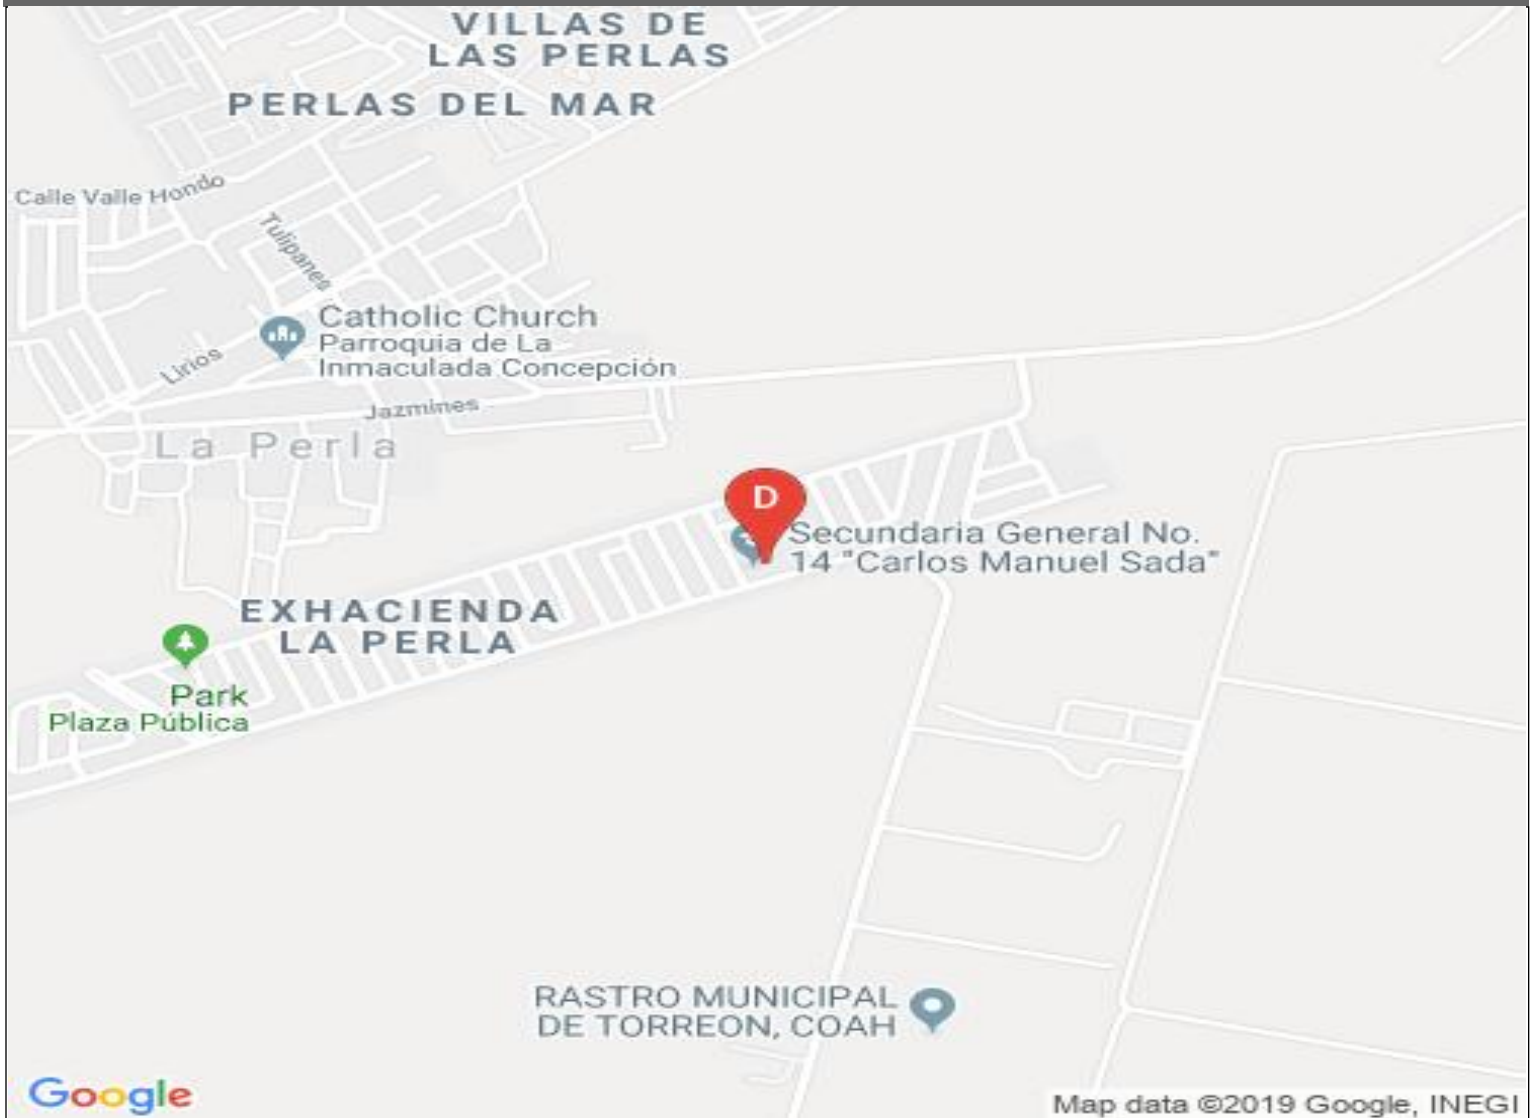 VILLAS DE
LAS PERLAS
PERLAS DEL MAR
Calle Valle Hondo
Tulipanes
Catholic Church
Parroquia de La
Inmaculada Concepción
Lirios
Jazmines
La Perla
D
Secundaria General No.
14 "Carlos Manuel Sada"
EXHACIENDA
LA PERLA
Park
Plaza Pública
RASTRO MUNICIPAL
DE TORREON, COAH
Google
Map data ©2019 Google, INEGI